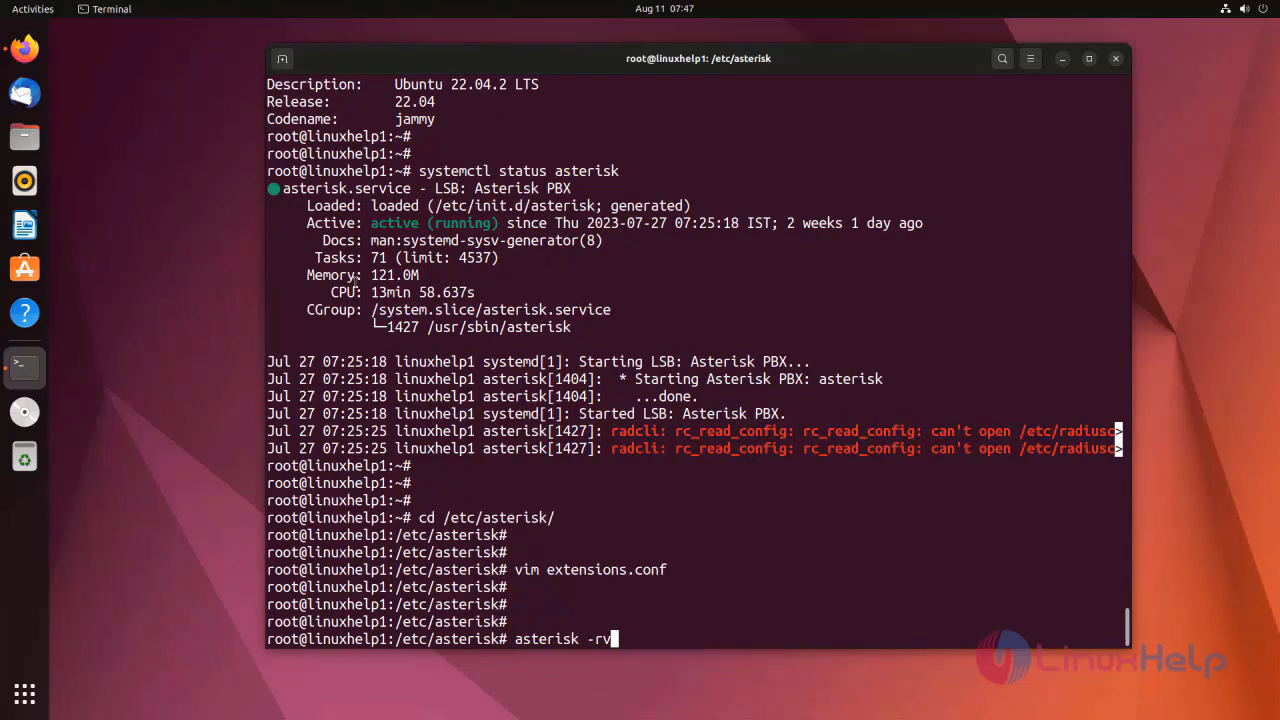 Activities Terminal Aug 11 07:47
root@linuxhelp1: /etc/asterisk
Description:    Ubuntu 22.04.2 LTS
Release:        22.04
Codename:       jammy
root@linuxhelp1:~#
root@linuxhelp1:~#
root@linuxhelp1:~# systemctl status asterisk
asterisk.service - LSB: Asterisk PBX
     Loaded: loaded (/etc/init.d/asterisk; generated)
     Active: active (running) since Thu 2023-07-27 07:25:18 IST; 2 weeks 1 day ago
       Docs: man:systemd-sysv-generator(8)
      Tasks: 71 (limit: 4537)
     Memory: 121.0M
        CPU: 13min 58.637s
     CGroup: /system.slice/asterisk.service
             └─1427 /usr/sbin/asterisk
Jul 27 07:25:18 linuxhelp1 systemd[1]: Starting LSB: Asterisk PBX...
Jul 27 07:25:18 linuxhelp1 asterisk[1404]:  * Starting Asterisk PBX: asterisk
Jul 27 07:25:18 linuxhelp1 asterisk[1404]:    ...done.
Jul 27 07:25:18 linuxhelp1 systemd[1]: Started LSB: Asterisk PBX.
Jul 27 07:25:25 linuxhelp1 asterisk[1427]: radcli: rc_read_config: rc_read_config: can't open /etc/radiusc>
Jul 27 07:25:25 linuxhelp1 asterisk[1427]: radcli: rc_read_config: rc_read_config: can't open /etc/radiusc>
root@linuxhelp1:~#
root@linuxhelp1:~#
root@linuxhelp1:~#
root@linuxhelp1:~# cd /etc/asterisk/
root@linuxhelp1:/etc/asterisk#
root@linuxhelp1:/etc/asterisk#
root@linuxhelp1:/etc/asterisk# vim extensions.conf
root@linuxhelp1:/etc/asterisk#
root@linuxhelp1:/etc/asterisk#
root@linuxhelp1:/etc/asterisk#
root@linuxhelp1:/etc/asterisk# asterisk -rv
LinuxHelp